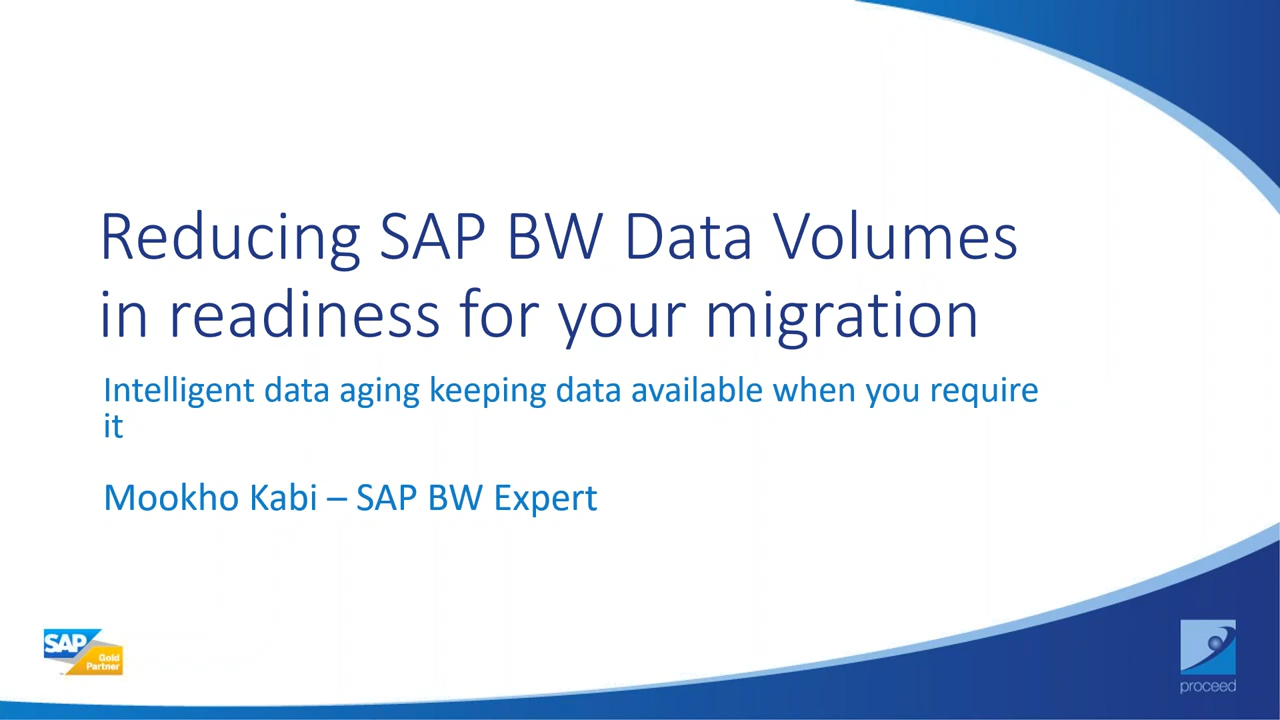 Reducing SAP BW Data Volumes
in readiness for your migration
Intelligent data aging keeping data available when you require
it
Mookho Kabi – SAP BW Expert
SAP
Gold
Partner
proceed